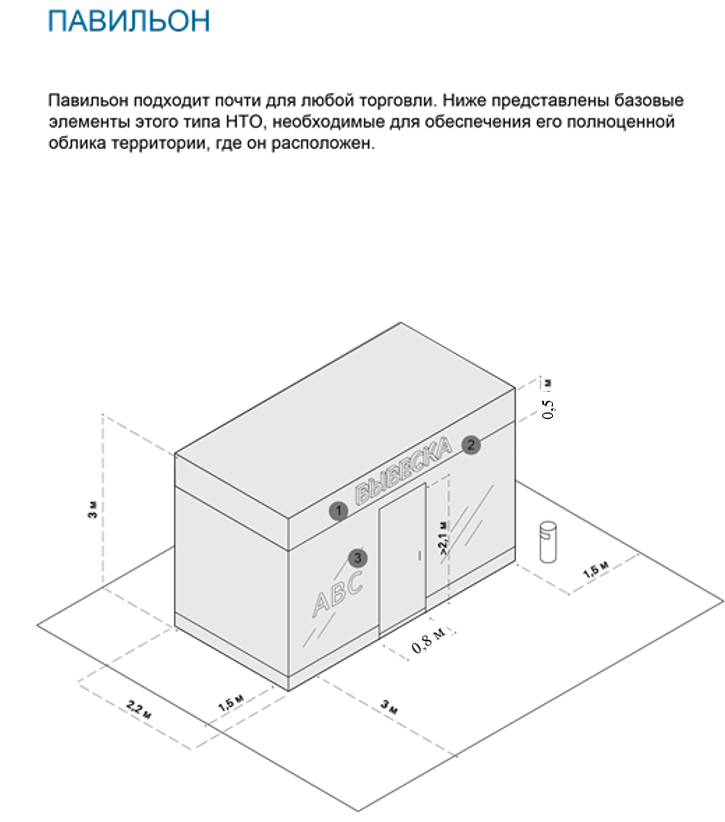 ПАВИЛЬОН
Павильон подходит почти для любой торговли. Ниже представлены базовые
элементы этого типа НТО, необходимые для обеспечения его полноценной
облика территории, где он расположен.
0,5 м
ВЫВЕСКА
2
1
3 м
3
>2,1 м
АВС
1,5 м
0,8 м
2,2 м
1,5 м
3 м